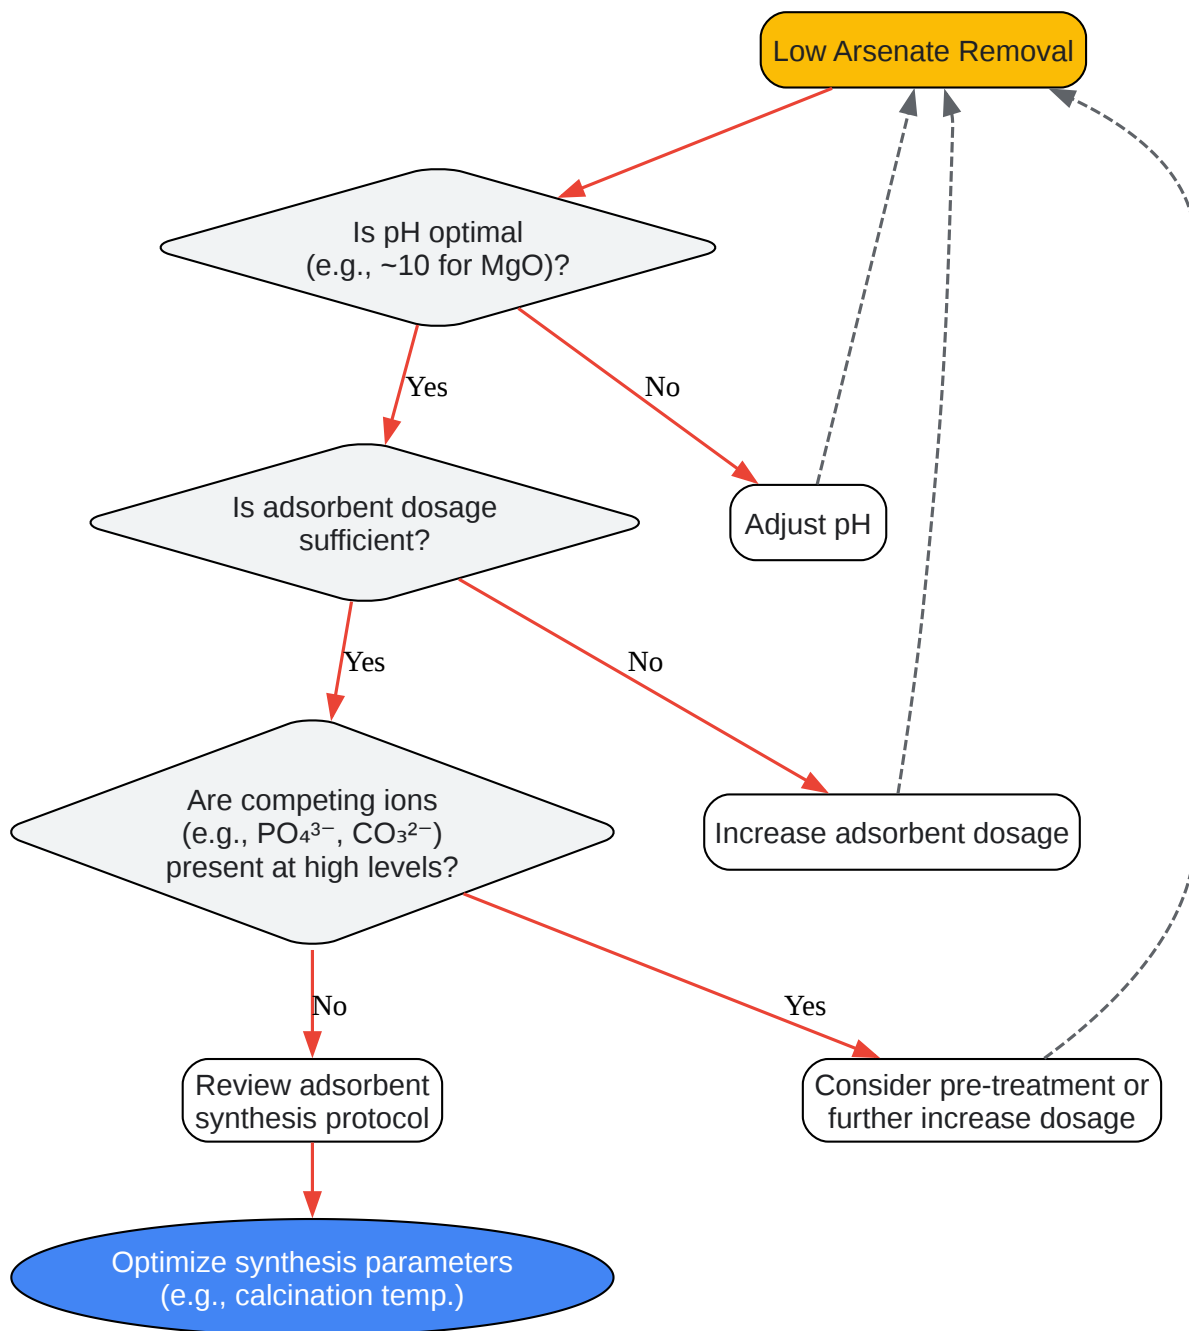 Low Arsenate Removal
Is pH optimal
(e.g., ~10 for MgO)?
Yes
No
Is adsorbent dosage
sufficient?
Adjust pH
Yes
No
Are competing ions
(e.g., PO₄³⁻, CO₃²⁻)
present at high levels?
Increase adsorbent dosage
No
Yes
Review adsorbent
synthesis protocol
Consider pre-treatment or
further increase dosage
Optimize synthesis parameters
(e.g., calcination temp.)